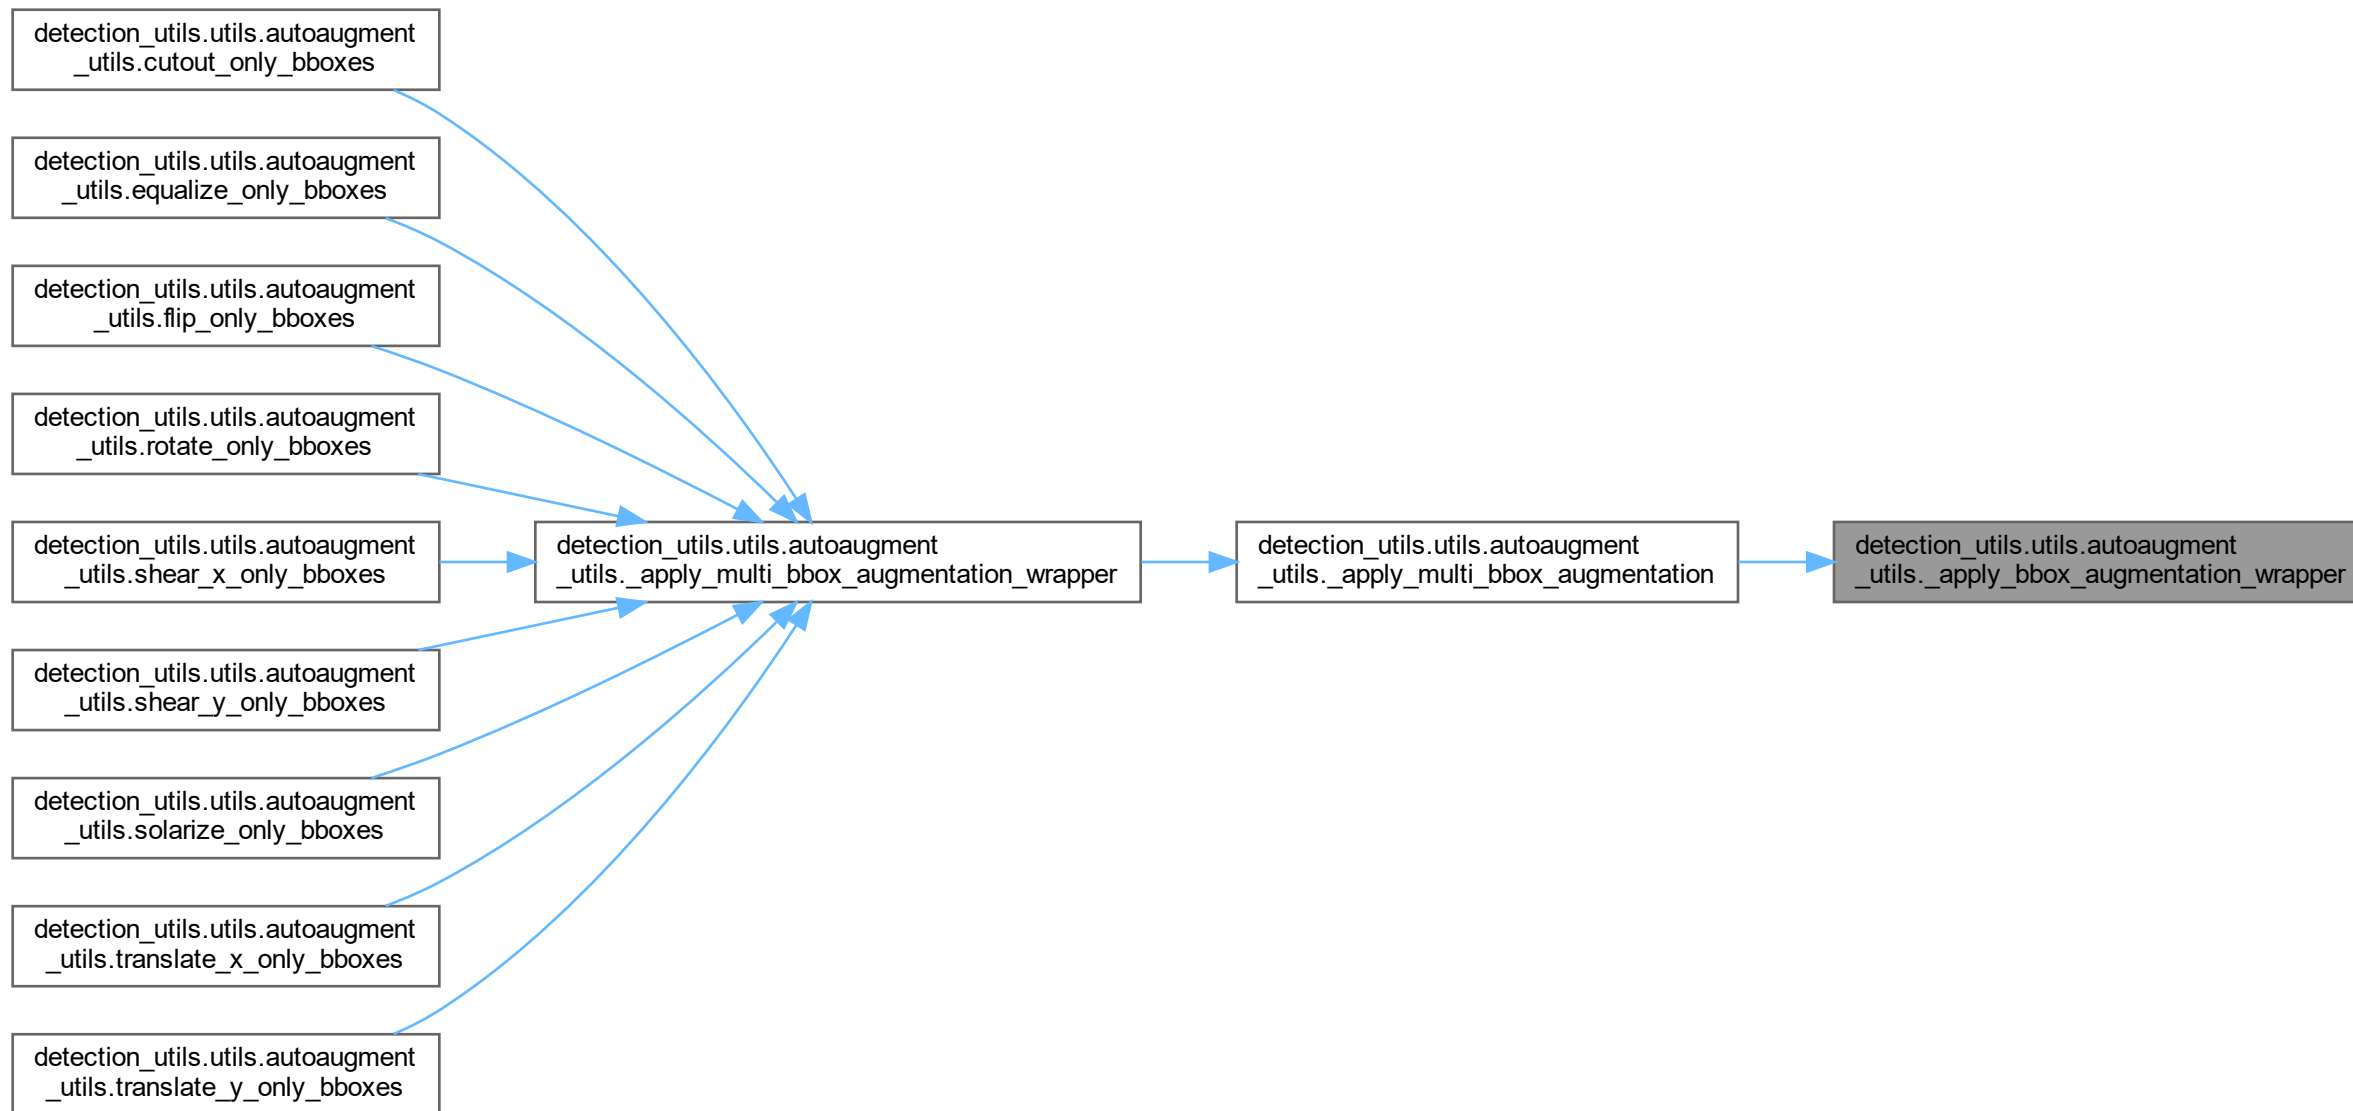 detection_utils.utils.autoaugment
_utils.cutout_only_bboxes
detection_utils.utils.autoaugment
_utils.equalize_only_bboxes
detection_utils.utils.autoaugment
_utils.flip_only_bboxes
detection_utils.utils.autoaugment
_utils.rotate_only_bboxes
detection_utils.utils.autoaugment
_utils.shear_x_only_bboxes
detection_utils.utils.autoaugment
_utils.shear_y_only_bboxes
detection_utils.utils.autoaugment
_utils.solarize_only_bboxes
detection_utils.utils.autoaugment
_utils.translate_x_only_bboxes
detection_utils.utils.autoaugment
_utils.translate_y_only_bboxes
detection_utils.utils.autoaugment
_utils._apply_multi_bbox_augmentation_wrapper
detection_utils.utils.autoaugment
_utils._apply_multi_bbox_augmentation
detection_utils.utils.autoaugment
_utils._apply_bbox_augmentation_wrapper